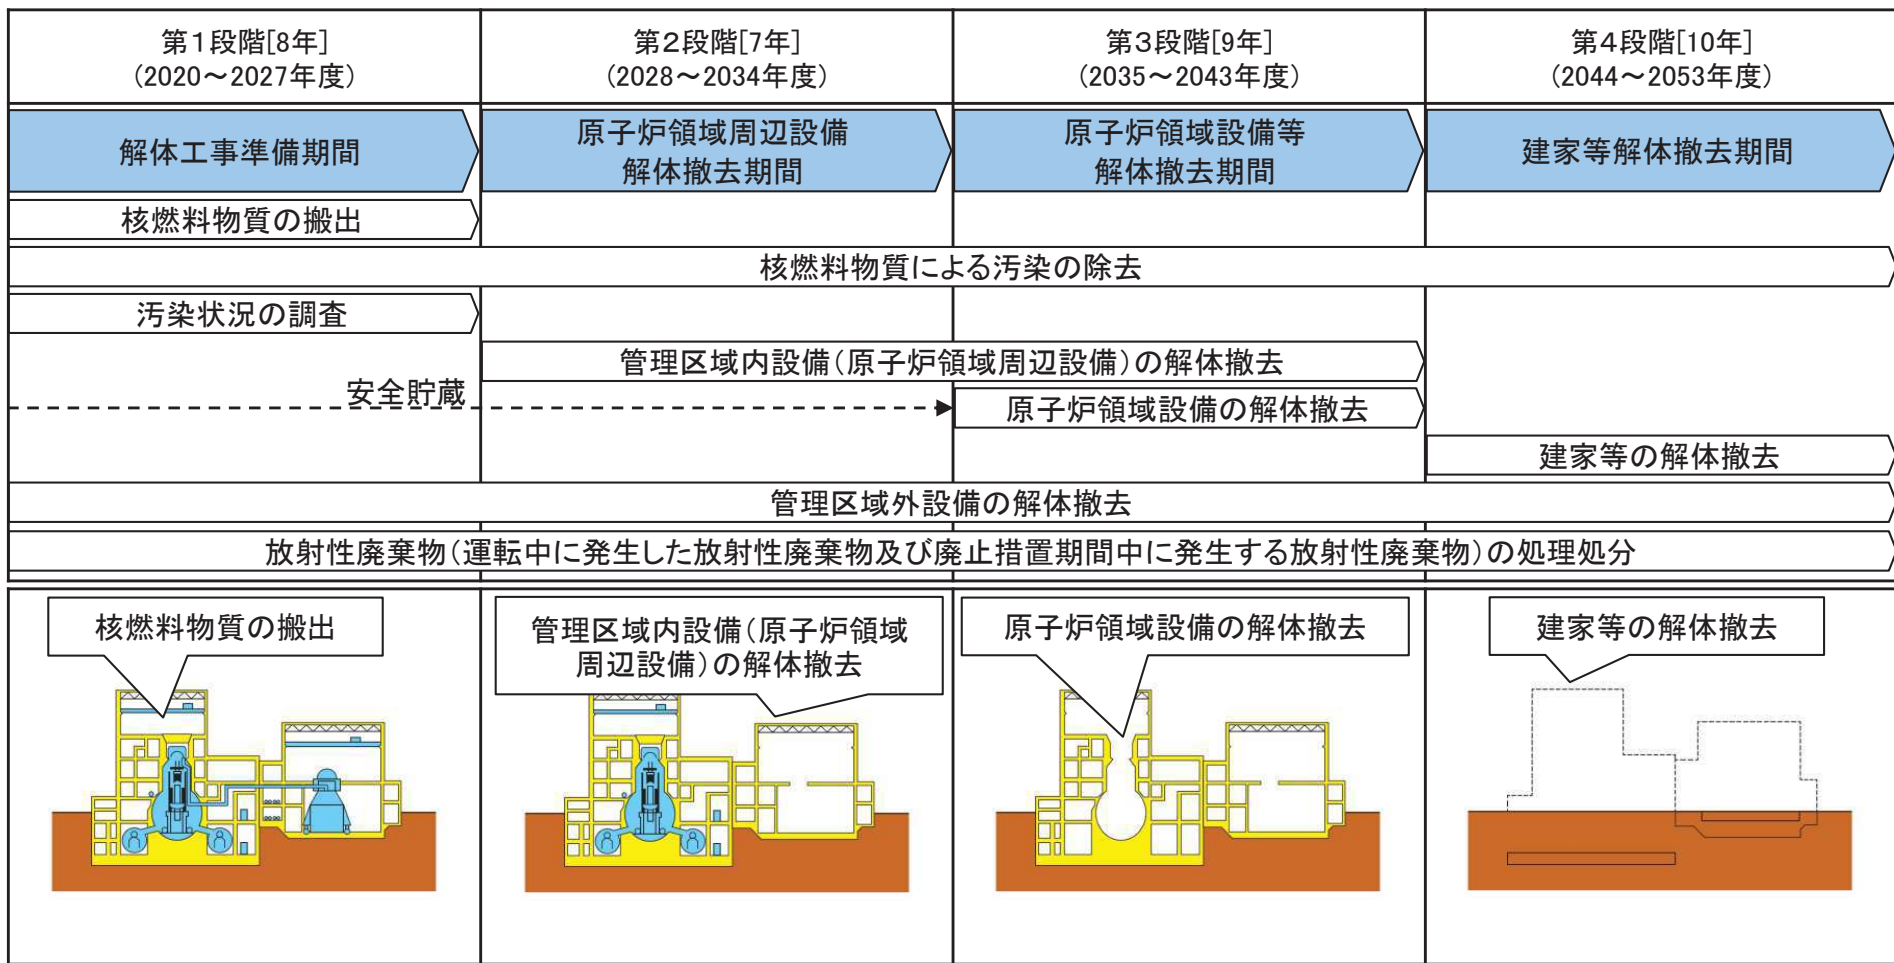 第1段階[8年]
(2020～2027年度)
第2段階[7年]
(2028～2034年度)
第3段階[9年]
(2035～2043年度)
第4段階[10年]
(2044～2053年度)
解体工事準備期間
原子炉領域周辺設備
解体撤去期間
原子炉領域設備等
解体撤去期間
建家等解体撤去期間
核燃料物質の搬出
核燃料物質による汚染の除去
汚染状況の調査
管理区域内設備(原子炉領域周辺設備)の解体撤去
安全貯蔵
原子炉領域設備の解体撤去
建家等の解体撤去
管理区域外設備の解体撤去
放射性廃棄物(運転中に発生した放射性廃棄物及び廃止措置期間中に発生する放射性廃棄物)の処理処分
核燃料物質の搬出
管理区域内設備(原子炉領域
周辺設備)の解体撤去
原子炉領域設備の解体撤去
建家等の解体撤去